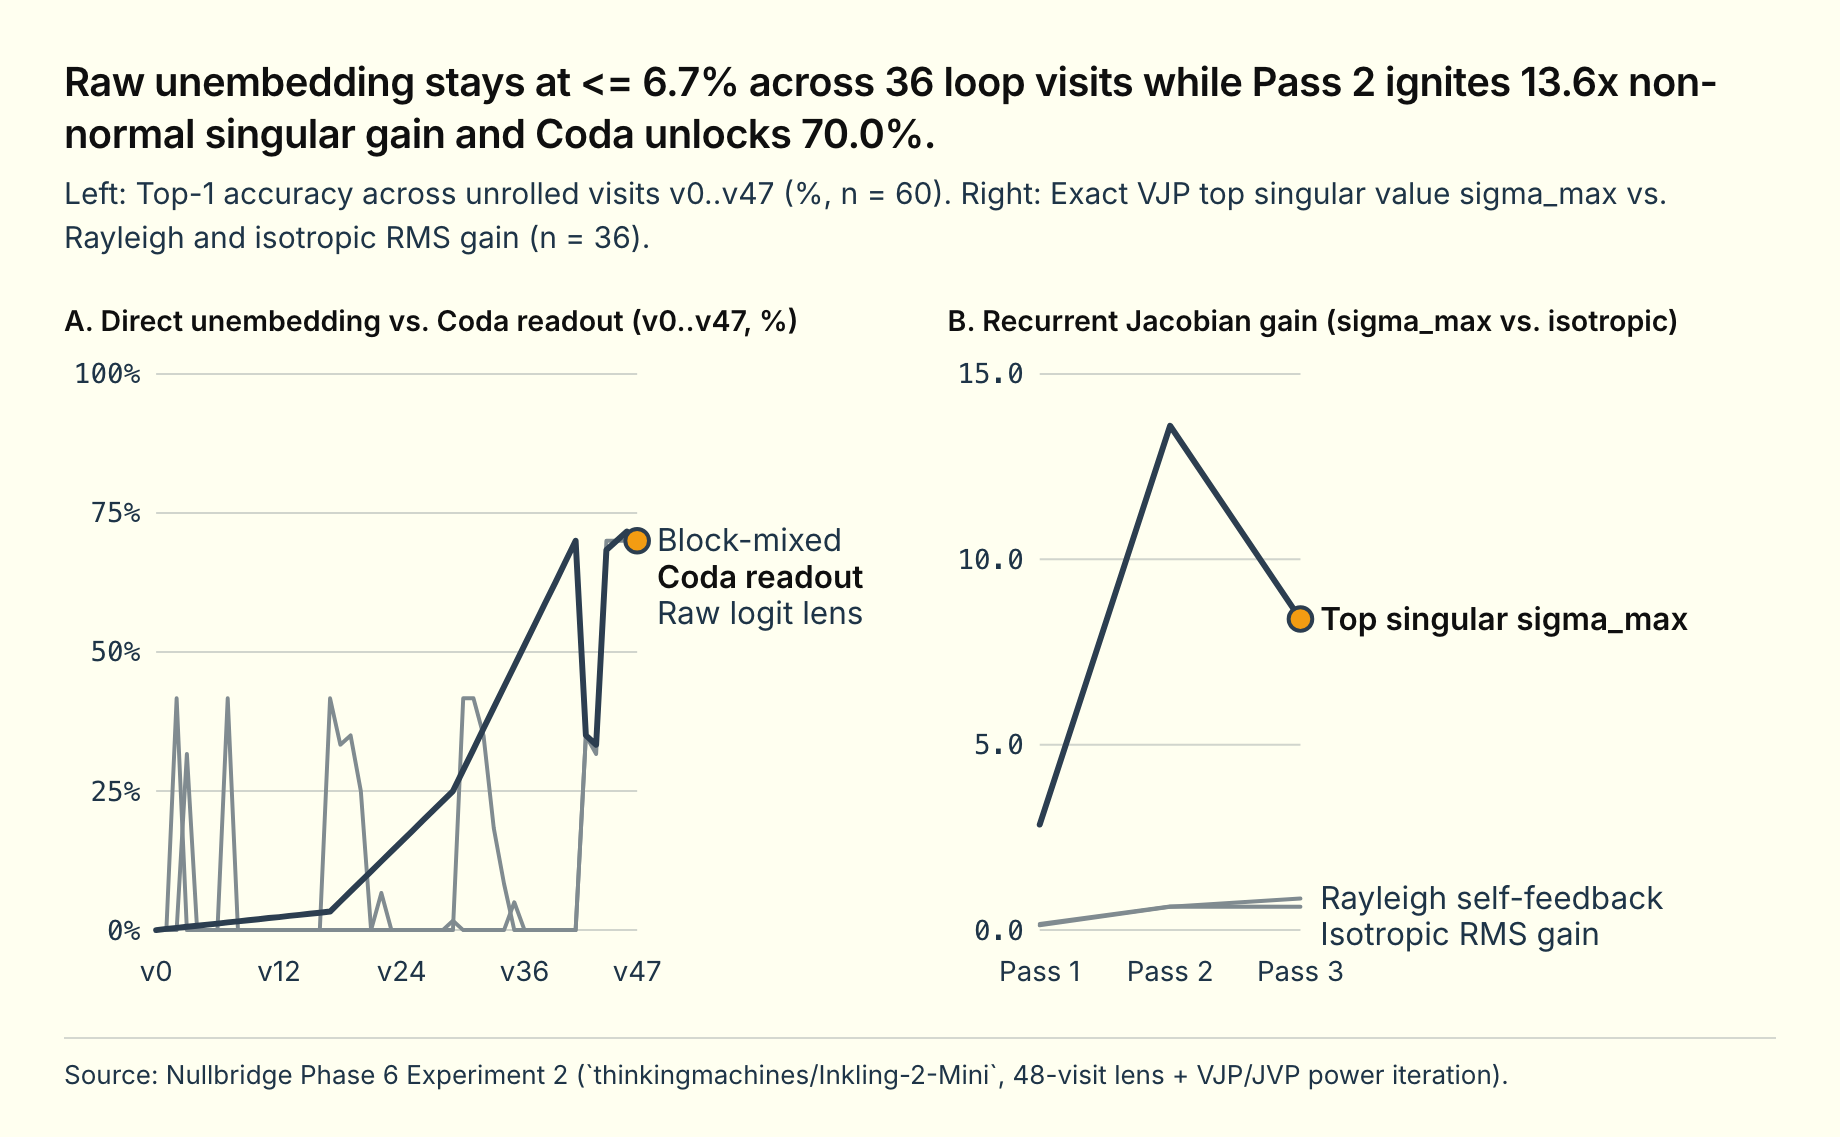 Raw unembedding stays at <= 6.7% across 36 loop visits while Pass 2 ignites 13.6x non-
normal singular gain and Coda unlocks 70.0%.
Left: Top-1 accuracy across unrolled visits v0..v47 (%, n = 60). Right: Exact VJP top singular value sigma_max vs.
Rayleigh and isotropic RMS gain (n = 36).
A. Direct unembedding vs. Coda readout (v0..v47, %)
100%
75%
50%
25%
0%
v0 v12 v24 v36 v47
Block-mixed
Coda readout
Raw logit lens
B. Recurrent Jacobian gain (sigma_max vs. isotropic)
15.0
10.0
5.0
0.0
Pass 1 Pass 2 Pass 3
Top singular sigma_max
Rayleigh self-feedback
Isotropic RMS gain
Source: Nullbridge Phase 6 Experiment 2 (`thinkingmachines/Inkling-2-Mini`, 48-visit lens + VJP/JVP power iteration).